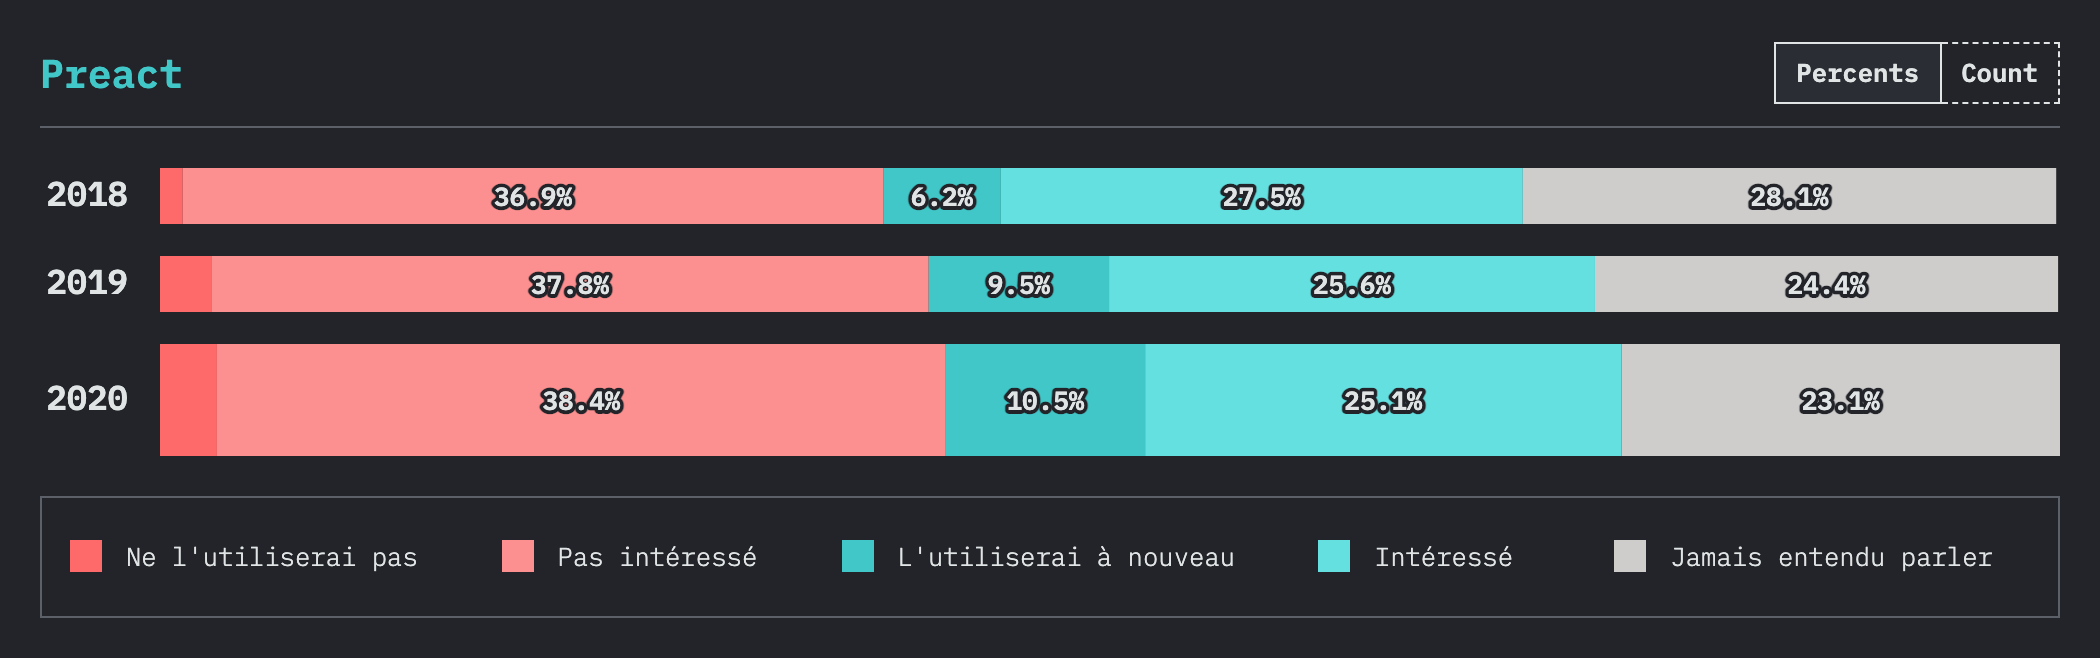 Preact
Percents Count
2018 36.9% 6.2% 27.5% 28.1%
2019 37.8% 9.5% 25.6% 24.4%
2020 38.4% 10.5% 25.1% 23.1%
Ne l'utiliserai pas Pas intéressé L'utiliserai à nouveau Intéressé Jamais entendu parler